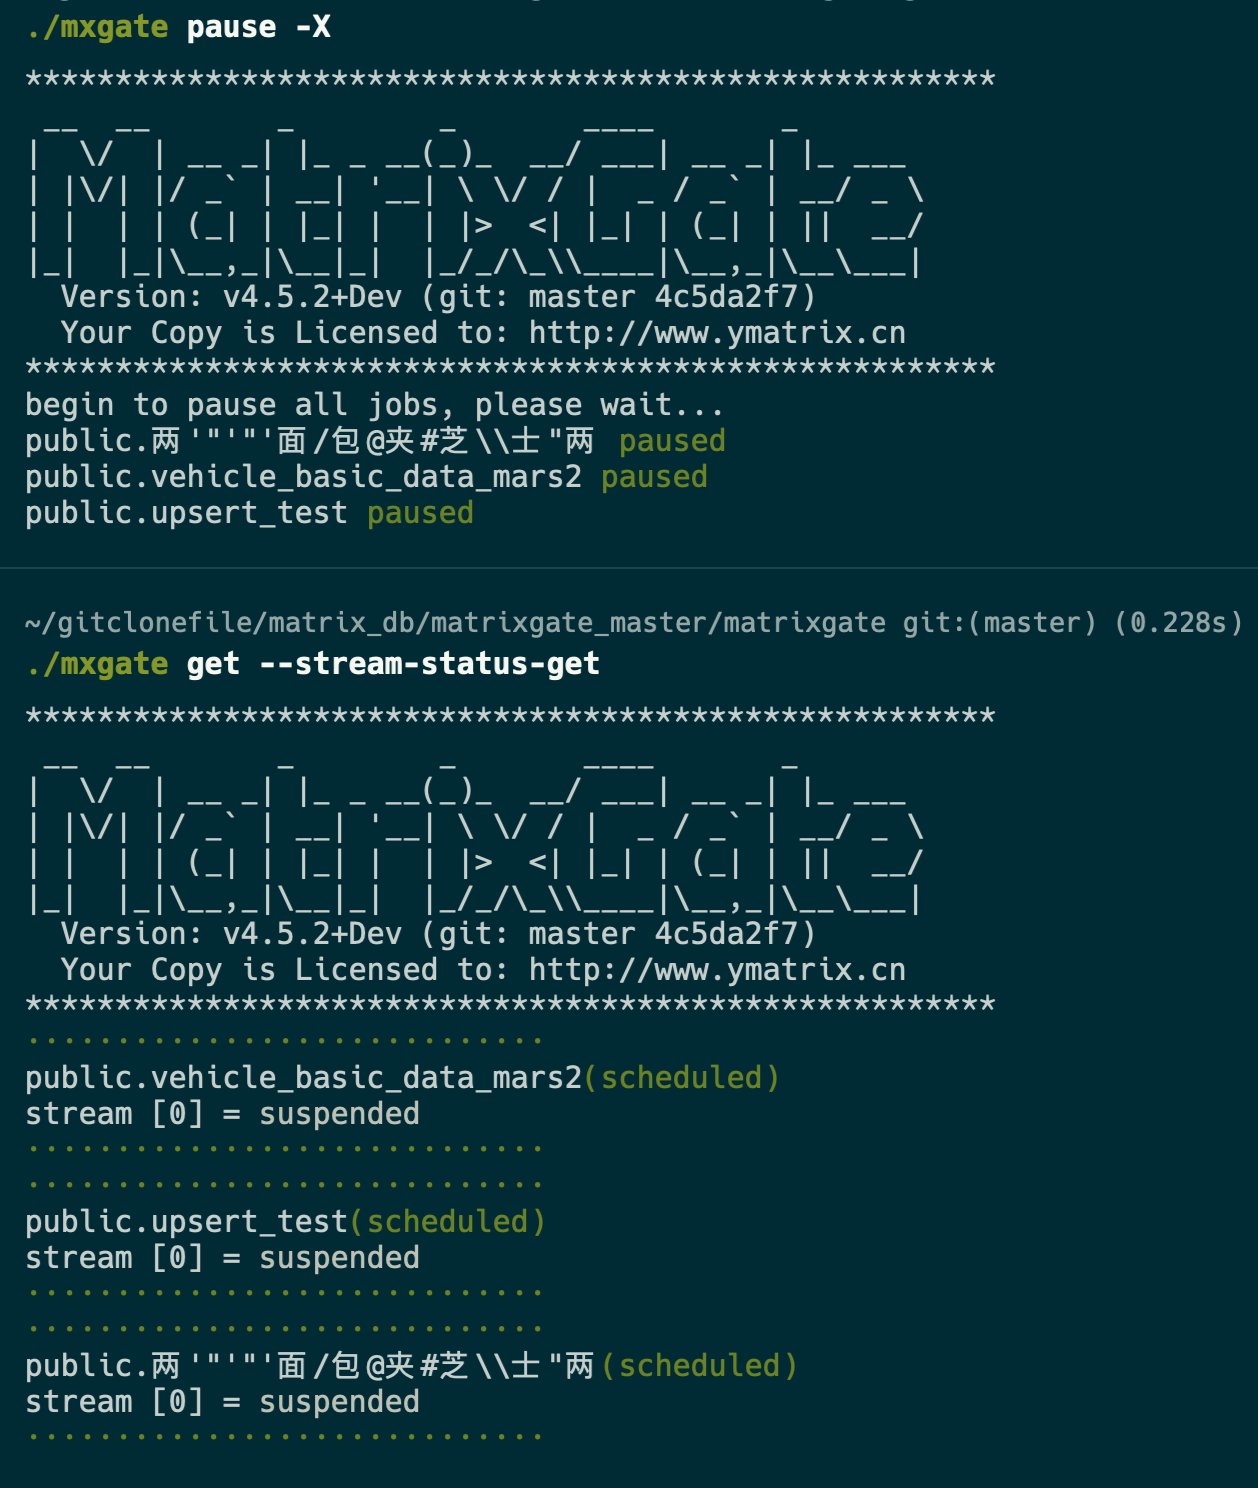 ./mxgate pause -X
******************************************************
 __  __       _        _       ____       _
|  \/  | __ _| |_ _ __(_)_  __/ ___| __ _| |_ ___
| |\/| |/ _` | __| '__| \ \/ / |  _ / _` | __/ _ \
| |  | | (_| | |_| |  | |>  <| |_| | (_| | ||  __/
|_|  |_|\__,_|\__|_|  |_/_/\_\\____|\__,_|\__\___|
  Version: v4.5.2+Dev (git: master 4c5da2f7)
  Your Copy is Licensed to: http://www.ymatrix.cn
******************************************************
begin to pause all jobs, please wait...
public.两'"'"'面/包@夹#芝\\士"两 paused
public.vehicle_basic_data_mars2 paused
public.upsert_test paused
~/gitclonefile/matrix_db/matrixgate_master/matrixgate git:(master) (0.228s)
./mxgate get --stream-status-get
******************************************************
 __  __       _        _       ____       _
|  \/  | __ _| |_ _ __(_)_  __/ ___| __ _| |_ ___
| |\/| |/ _` | __| '__| \ \/ / |  _ / _` | __/ _ \
| |  | | (_| | |_| |  | |>  <| |_| | (_| | ||  __/
|_|  |_|\__,_|\__|_|  |_/_/\_\\____|\__,_|\__\___|
  Version: v4.5.2+Dev (git: master 4c5da2f7)
  Your Copy is Licensed to: http://www.ymatrix.cn
******************************************************
·····························
public.vehicle_basic_data_mars2(scheduled)
stream [0] = suspended
·····························
·····························
public.upsert_test(scheduled)
stream [0] = suspended
·····························
·····························
public.两'"'"'面/包@夹#芝\\士"两(scheduled)
stream [0] = suspended
·····························